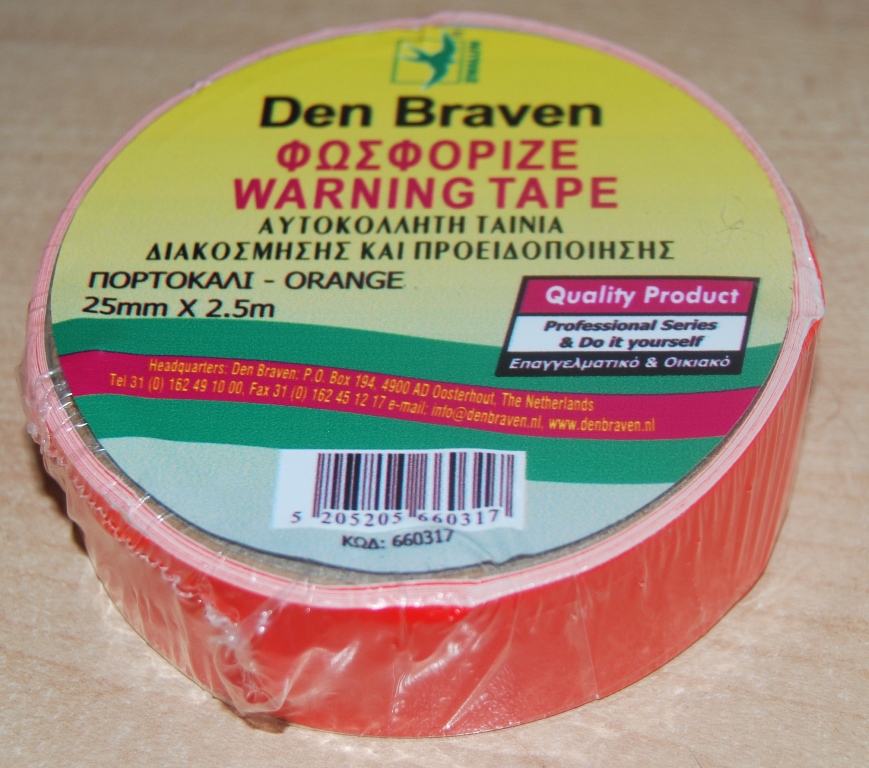 Den Braven
ΦΩΣΦΟΡΙΖΕ
WARNING TAPE
ΑΥΤΟΚΟΛΛΗΤΗ ΤΑΙΝΙΑ
ΔΙΑΚΟΣΜΗΣΗΣ ΚΑΙ ΠΡΟΕΙΔΟΠΟΙΗΣΗΣ
ΠΟΡΤΟΚΑΛΙ - ORANGE
25mm X 2.5m
Quality Product
Professional Series
& Do it yourself
Επαγγελματικό & Οικιακό
Headquarters: Den Braven: P.O. Box 194, 4900 AD Oosterhout, The Netherlands
Tel 31 (0) 162 49 10 00, Fax 31 (0) 162 45 12 17 e-mail: info@denbraven.nl, www.denbraven.nl
5 205205 660317
ΚΩΔ: 660317